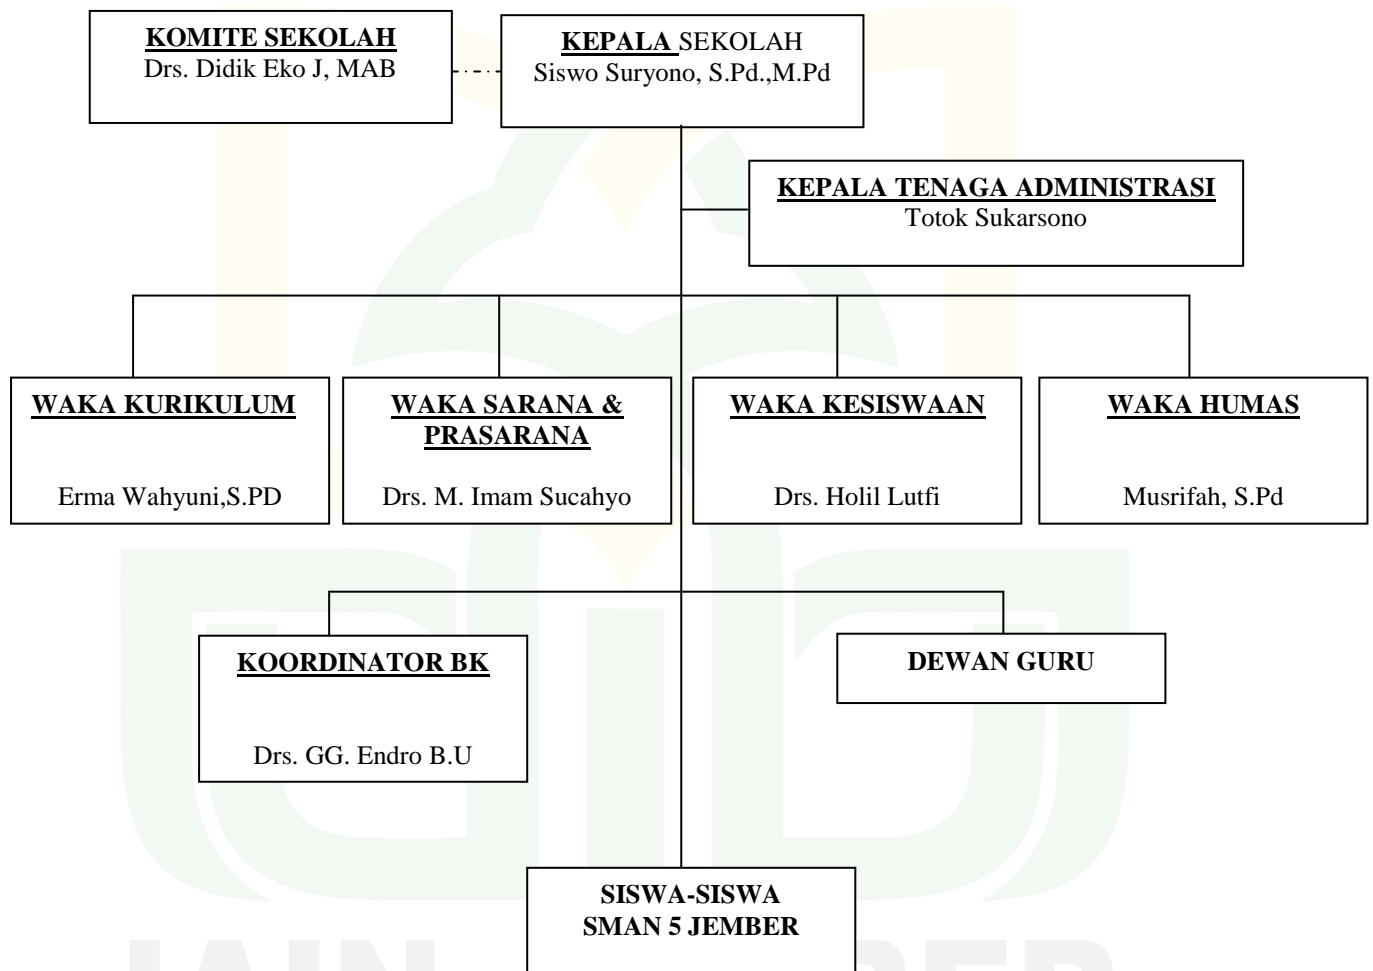 KOMITE SEKOLAH
Drs. Didik Eko J, MAB
KEPALA SEKOLAH
Siswo Suryono, S.Pd.,M.Pd
KEPALA TENAGA ADMINISTRASI
Totok Sukarsono
WAKA KURIKULUM
Erma Wahyuni,S.PD
WAKA SARANA &
PRASARANA
Drs. M. Imam Sucahyo
WAKA KESISWAAN
Drs. Holil Lutfi
WAKA HUMAS
Musrifah, S.Pd
KOORDINATOR BK
Drs. GG. Endro B.U
DEWAN GURU
SISWA-SISWA
SMAN 5 JEMBER